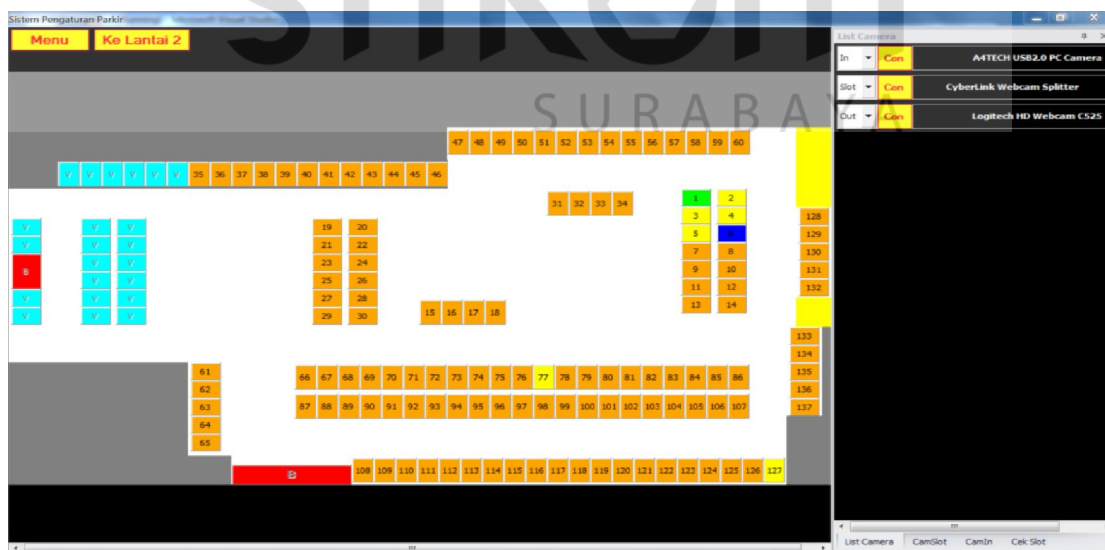 Sistem Pengaturan Parkir
Menu Ke Lantai 2
List Camera
In Con A4TECH USB2.0 PC Camera
Slot Con CyberLink Webcam Splitter
Out Con Logitech HD Webcam C525
SURABAYA
47 48 49 50 51 52 53 54 55 56 57 58 59 60
V V V V V V 35 36 37 38 39 40 41 42 43 44 45 46
31 32 33 34
1 2
3 4
5
7 8
9 10
11 12
13 14
128
129
130
131
132
V V V
V V V
B V V
V V
V V V
V V V
19 20
21 22
23 24
25 26
27 28
29 30
15 16 17 18
133
134
135
136
137
61
62
63
64
65
66 67 68 69 70 71 72 73 74 75 76 77 78 79 80 81 82 83 84 85 86
87 88 89 90 91 92 93 94 95 96 97 98 99 100 101 102 103 104 105 106 107
B 108 109 110 111 112 113 114 115 116 117 118 119 120 121 122 123 124 125 126 127
List Camera CamSlot CamIn Cek Slot